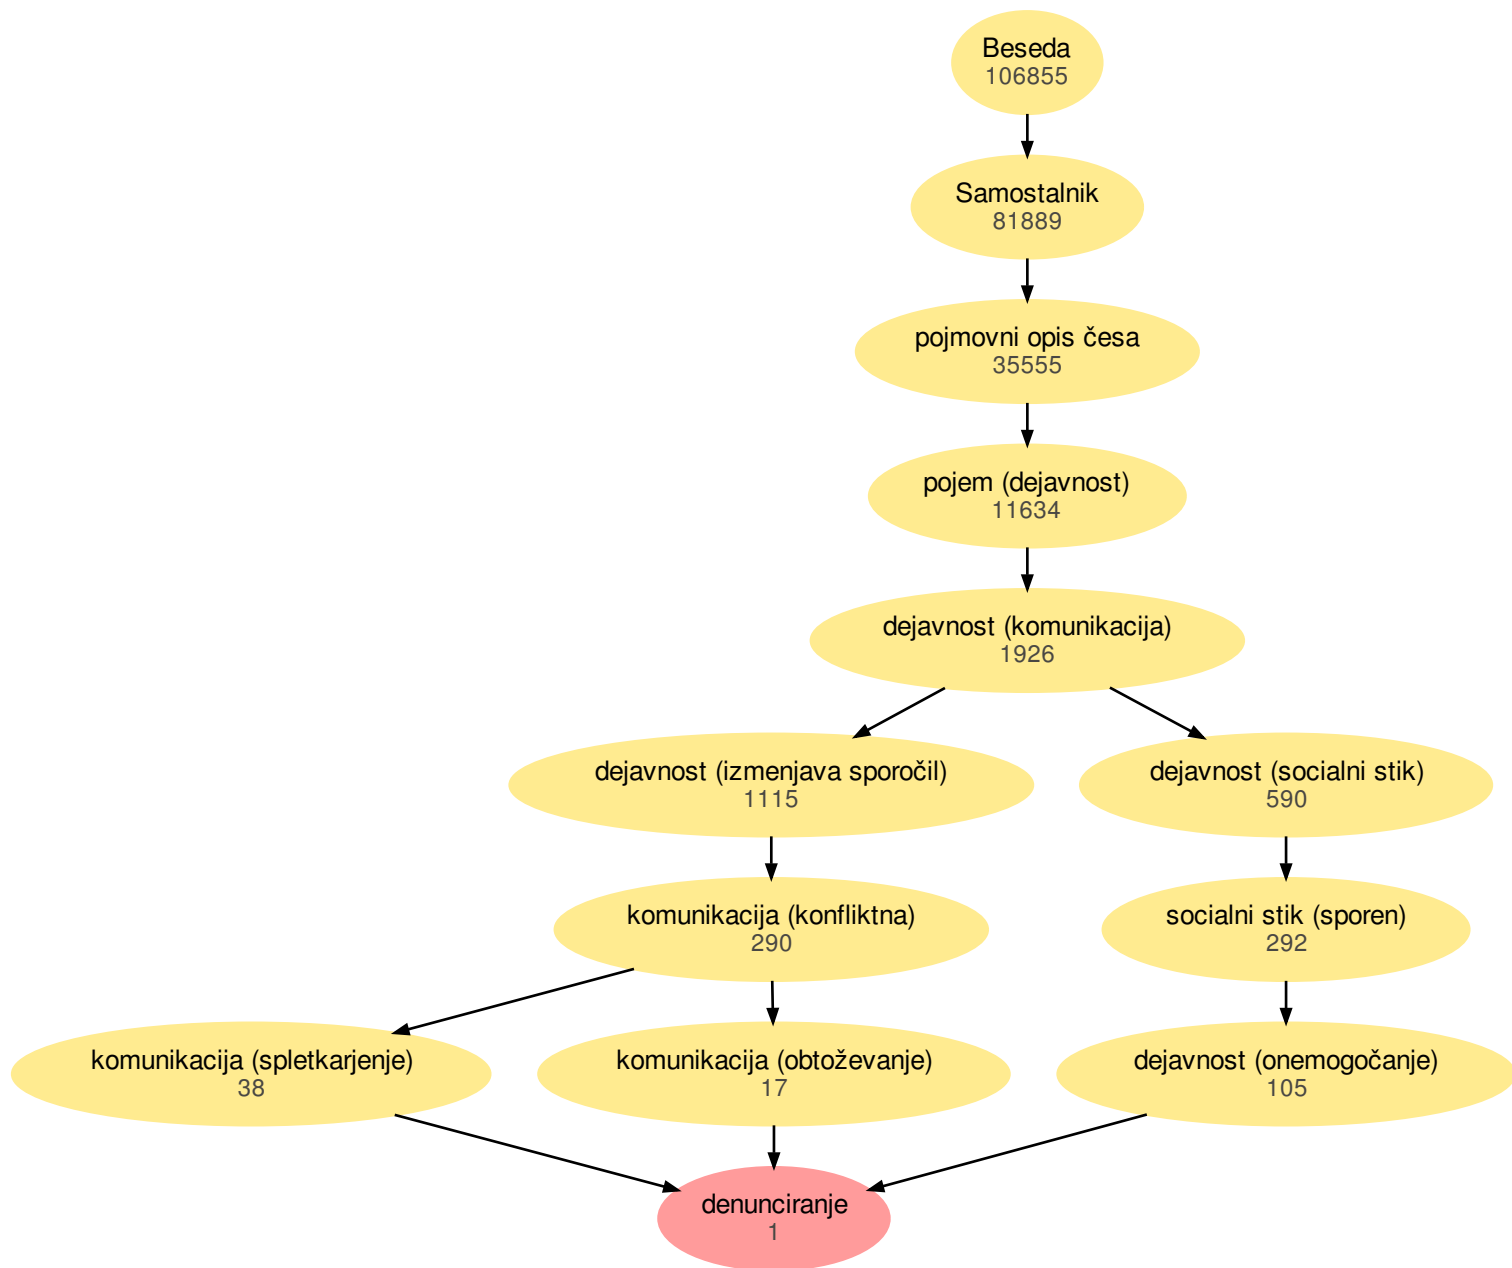 Beseda
106855
Samostalnik
81889
pojmovni opis česa
35555
pojem (dejavnost)
11634
dejavnost (komunikacija)
1926
dejavnost (izmenjava sporočil)
1115
dejavnost (socialni stik)
590
komunikacija (konfliktna)
290
socialni stik (sporen)
292
komunikacija (spletkarjenje)
38
komunikacija (obtoževanje)
17
dejavnost (onemogočanje)
105
denunciranje
1